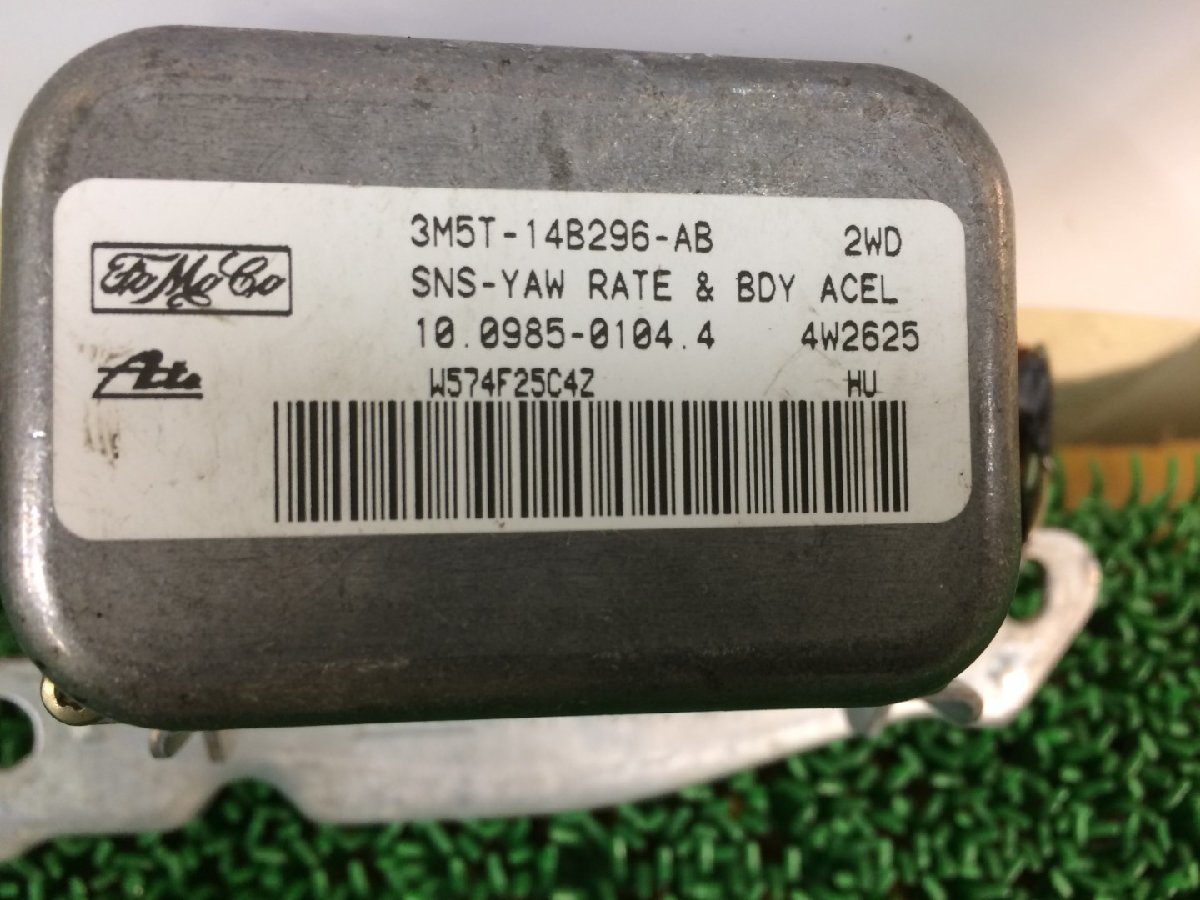 FoMoCo
3M5T-14B296-AB 2WD
SNS-YAW RATE & BDY ACEL
10.0985-0104.4 4W2625
Ate
W574F25C4Z HU